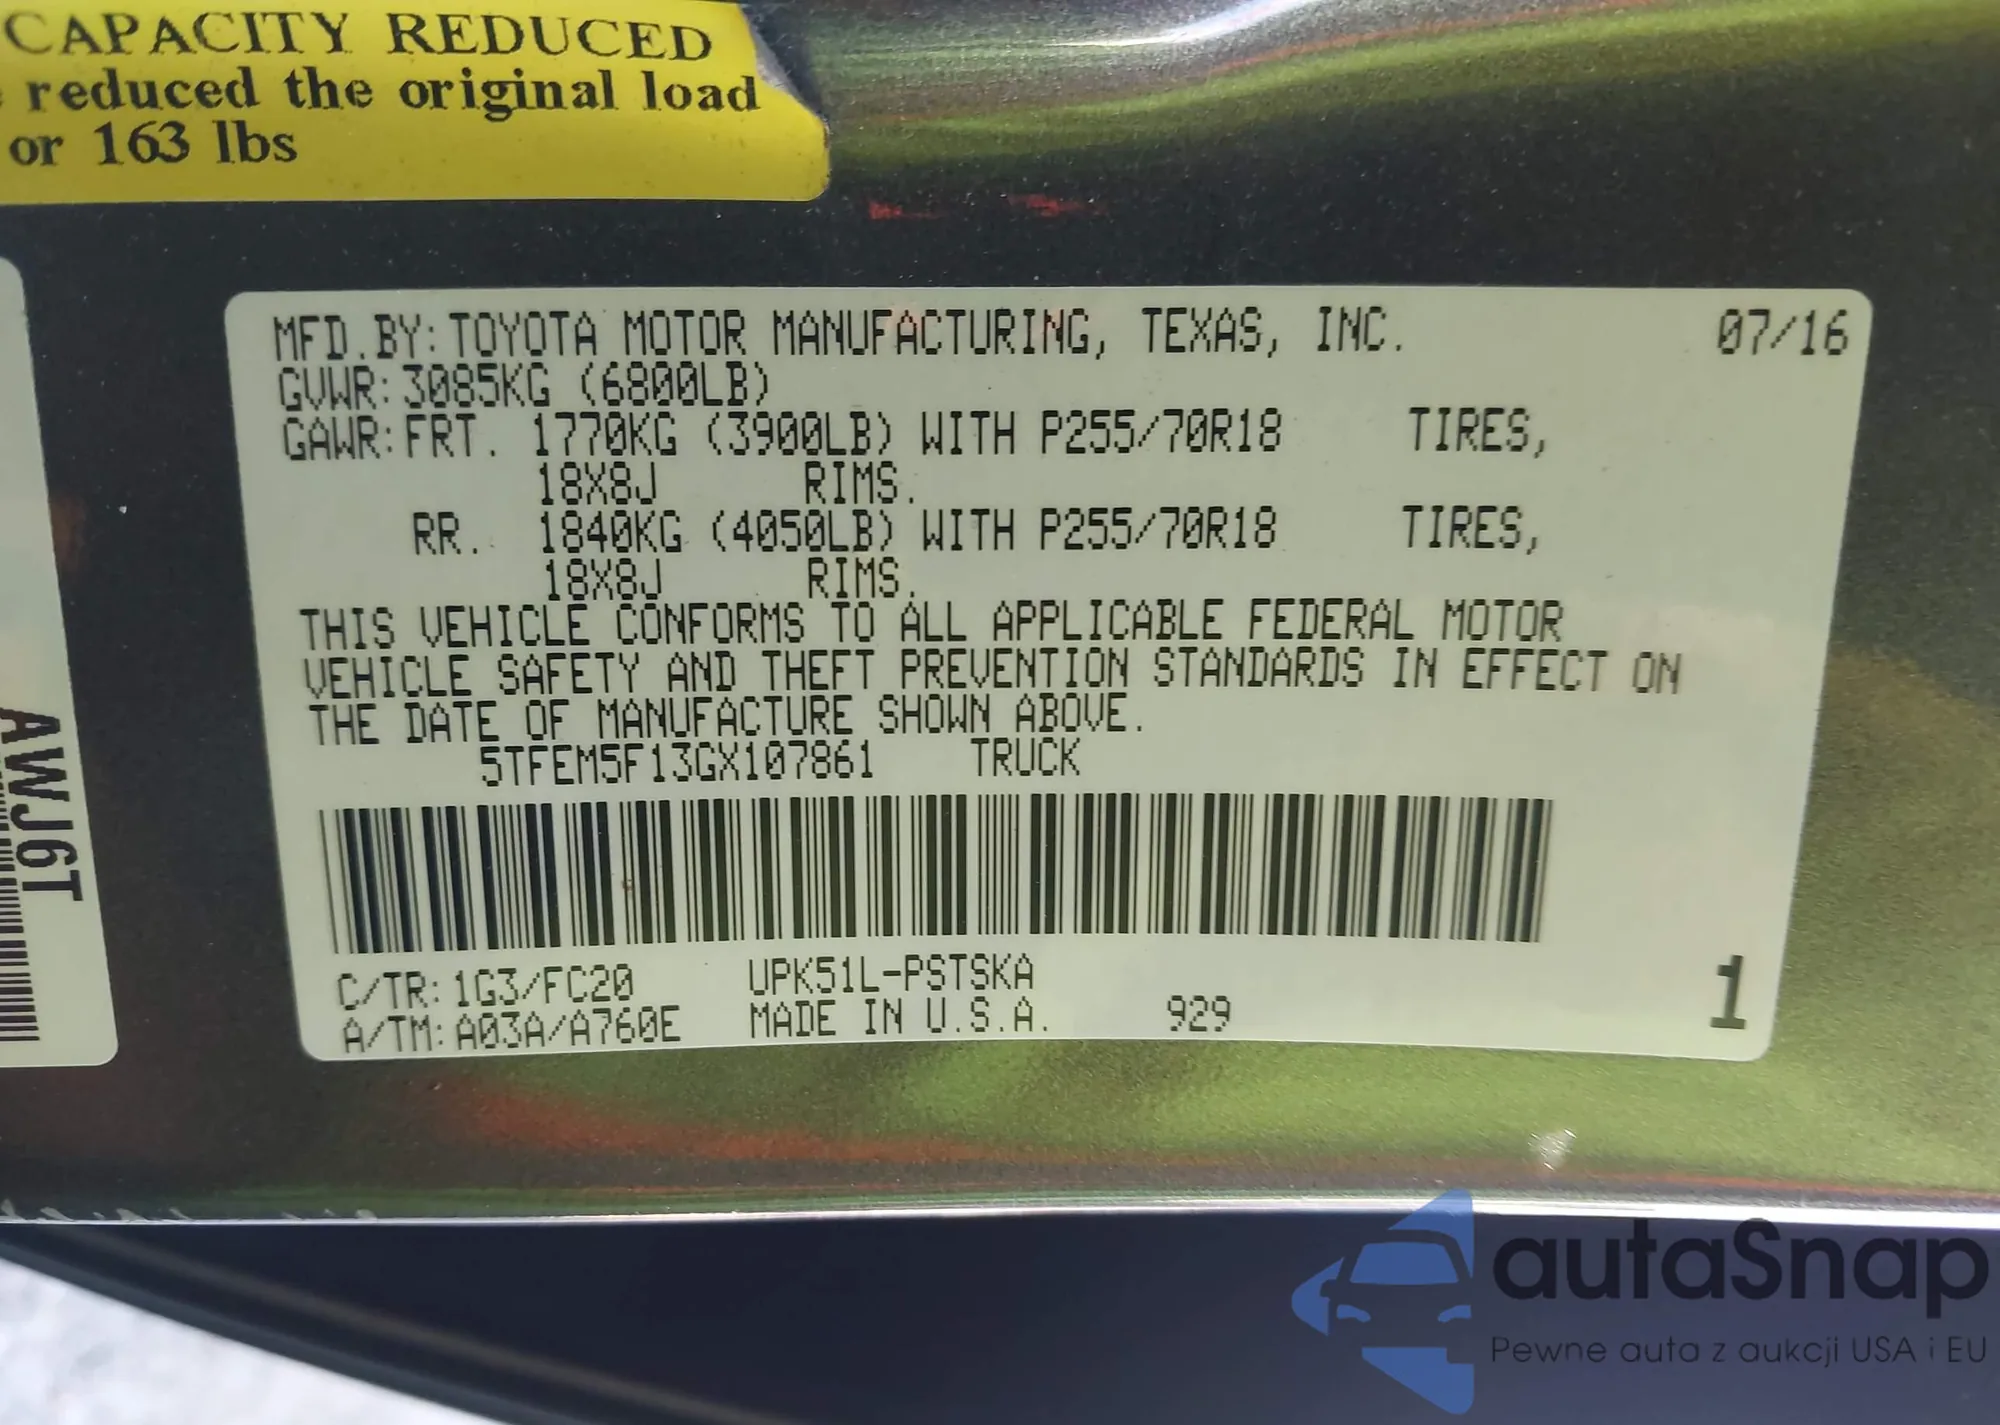 CAPACITY REDUCED
reduced the original load
or 163 lbs
MFD.BY:TOYOTA MOTOR MANUFACTURING, TEXAS, INC. 07/16
GVWR:3085KG (6800LB)
GAWR:FRT. 1770KG (3900LB) WITH P255/70R18 TIRES,
18X8J RIMS.
RR. 1840KG (4050LB) WITH P255/70R18 TIRES,
18X8J RIMS.
THIS VEHICLE CONFORMS TO ALL APPLICABLE FEDERAL MOTOR
VEHICLE SAFETY AND THEFT PREVENTION STANDARDS IN EFFECT ON
THE DATE OF MANUFACTURE SHOWN ABOVE.
5TFEM5F13GX107861 TRUCK
C/TR:1G3/FC20 UPK51L-PSTSKA
A/TM:A03A/A760E MADE IN U.S.A. 929
1
AWJ6T
autaSnap
Pewne auta z aukcji USA i EU